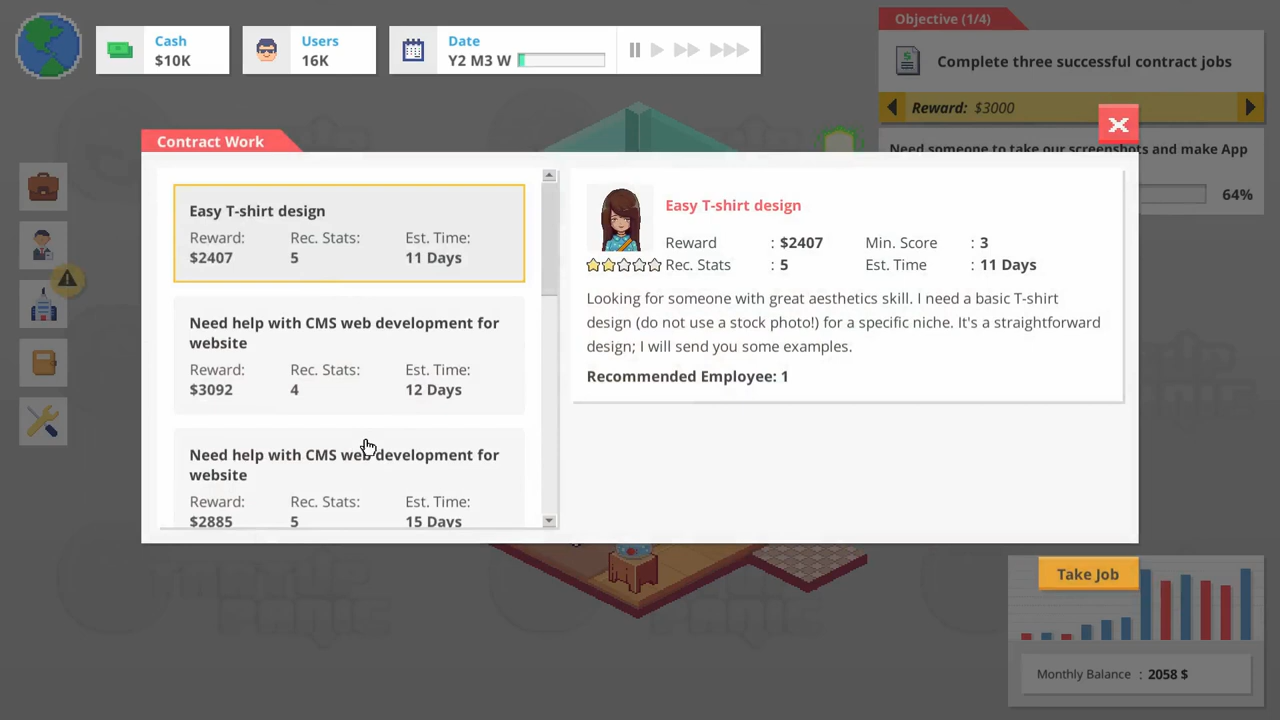 Cash
$10K
Users
16K
Date
Y2 M3 W
Objective (1/4)
Complete three successful contract jobs
Reward: $3000
Need someone to take our screenshots and make App
64%
Contract Work
Easy T-shirt design
Reward: Rec. Stats: Est. Time:
$2407 5 11 Days
Need help with CMS web development for
website
Reward: Rec. Stats: Est. Time:
$3092 4 12 Days
Need help with CMS web development for
website
Reward: Rec. Stats: Est. Time:
$2885 5 15 Days
Easy T-shirt design
Reward : $2407 Min. Score : 3
Rec. Stats : 5 Est. Time : 11 Days
Looking for someone with great aesthetics skill. I need a basic T-shirt
design (do not use a stock photo!) for a specific niche. It's a straightforward
design; I will send you some examples.
Recommended Employee: 1
Take Job
Monthly Balance : 2058 $